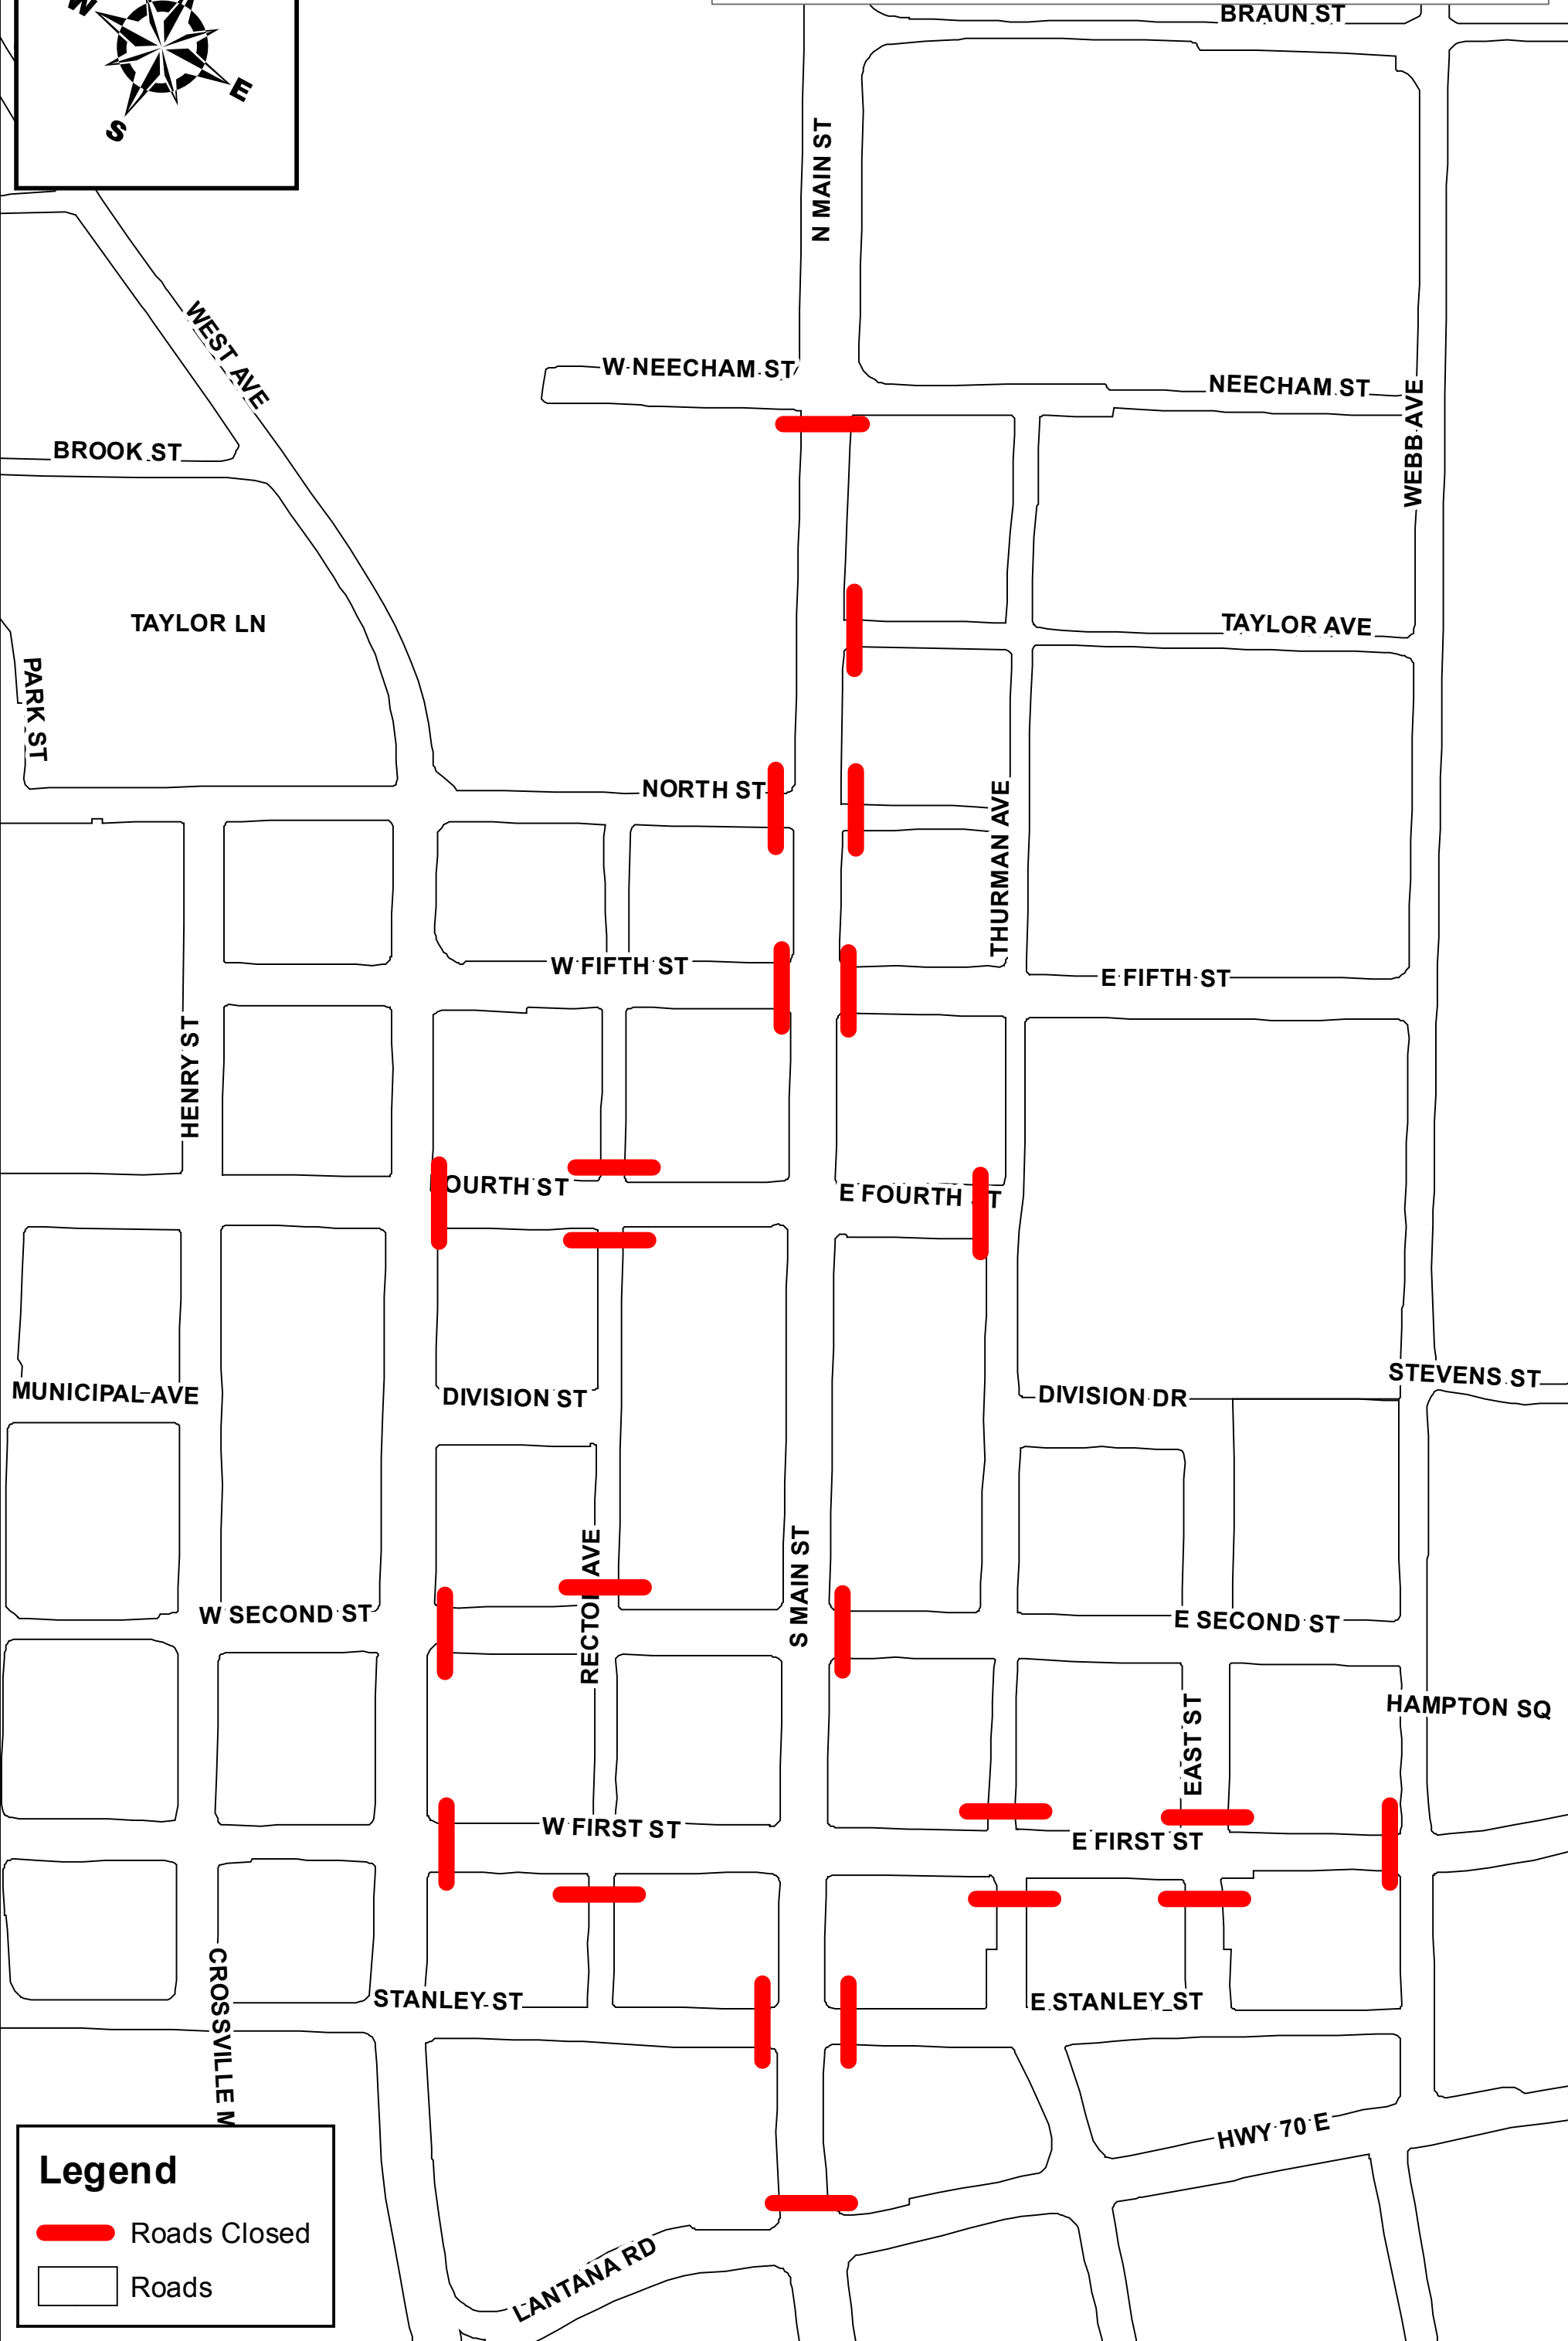 BRAUN ST
W
E
S
N MAIN ST
WEST AVE
W NEECHAM ST
NEECHAM ST
WEBB AVE
BROOK ST
TAYLOR LN
TAYLOR AVE
PARK ST
NORTH ST
THURMAN AVE
W FIFTH ST
E FIFTH ST
HENRY ST
OURTH ST
E FOURTH ST
STEVENS ST
MUNICIPAL AVE
DIVISION ST
DIVISION DR
RECTOR AVE
S MAIN ST
W SECOND ST
E SECOND ST
EAST ST
HAMPTON SQ
W FIRST ST
E FIRST ST
CROSSVILLE M
STANLEY ST
E STANLEY ST
HWY 70 E
LANTANA RD
Legend
Roads Closed
Roads